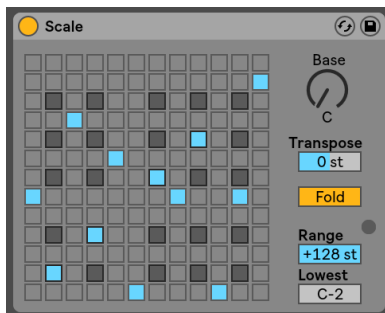 Scale
Base
C
Transpose
0 st
Fold
Range
+128 st
Lowest
C-2